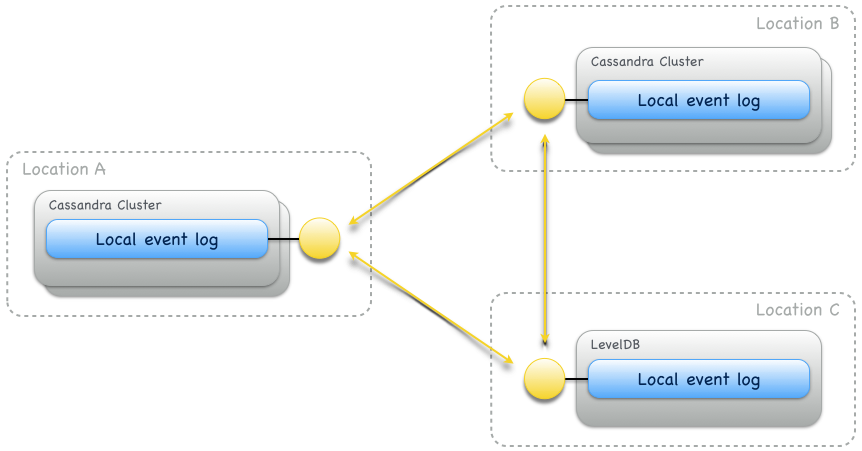 Location A
Cassandra Cluster
Local event log
Location B
Cassandra Cluster
Local event log
Location C
LevelDB
Local event log